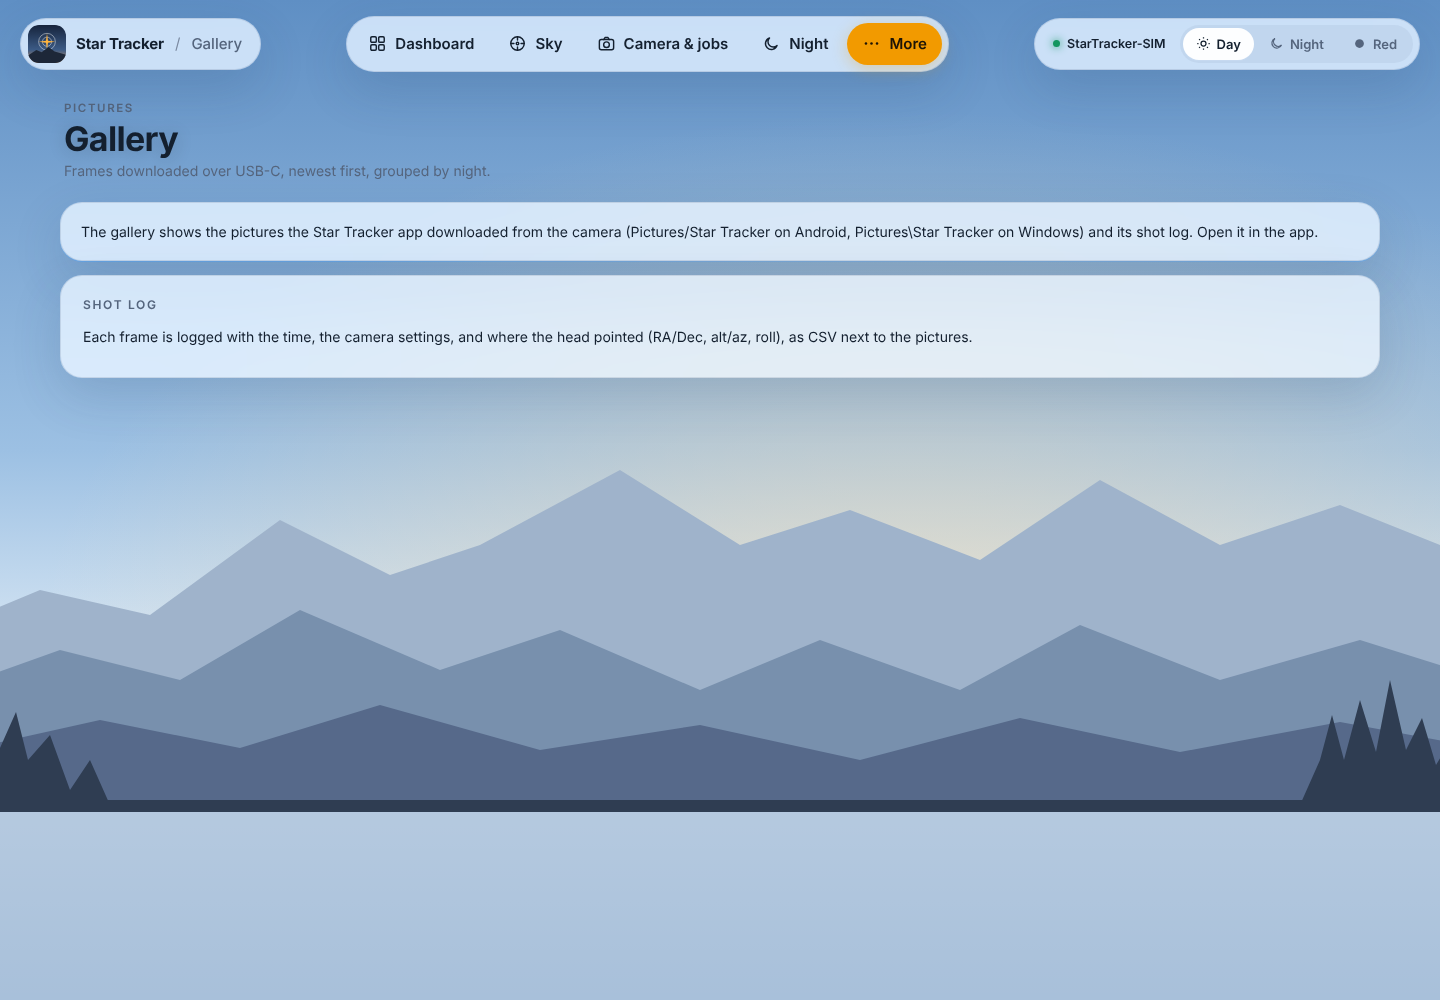 Star Tracker / Gallery
Dashboard Sky Camera & jobs Night More
StarTracker-SIM Day Night Red
PICTURES
Gallery
Frames downloaded over USB-C, newest first, grouped by night.
The gallery shows the pictures the Star Tracker app downloaded from the camera (Pictures/Star Tracker on Android, Pictures\Star Tracker on Windows) and its shot log. Open it in the app.
SHOT LOG
Each frame is logged with the time, the camera settings, and where the head pointed (RA/Dec, alt/az, roll), as CSV next to the pictures.